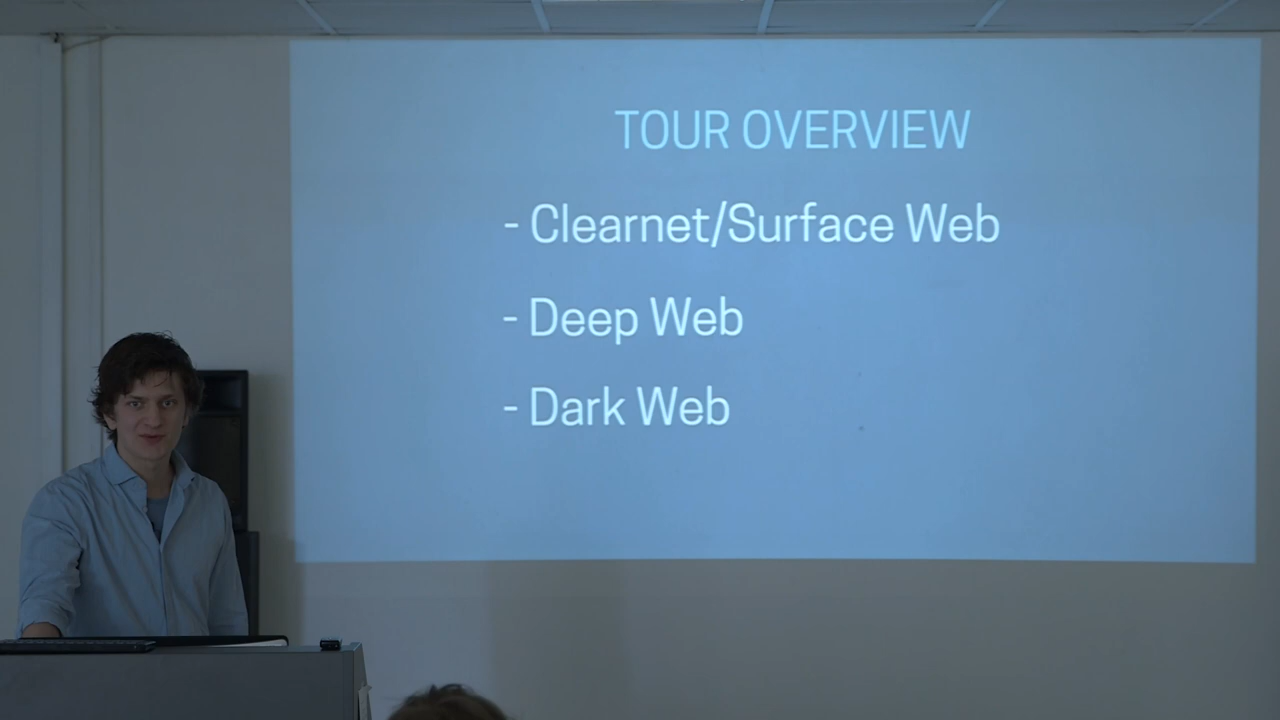 TOUR OVERVIEW
- Clearnet/Surface Web
- Deep Web
- Dark Web